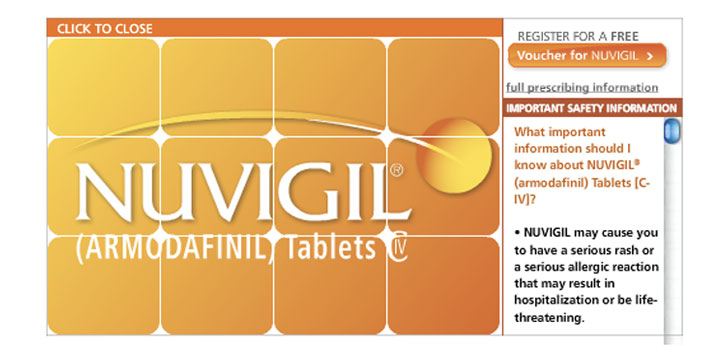 CLICK TO CLOSE
NUVIGIL®
(ARMODAFINIL) Tablets CIV
REGISTER FOR A FREE
Voucher for NUVIGIL >
full prescribing information
IMPORTANT SAFETY INFORMATION
What important
information should I
know about NUVIGIL®
(armodafinil) Tablets [C-
IV]?
• NUVIGIL may cause you
to have a serious rash or
a serious allergic reaction
that may result in
hospitalization or be life-
threatening.